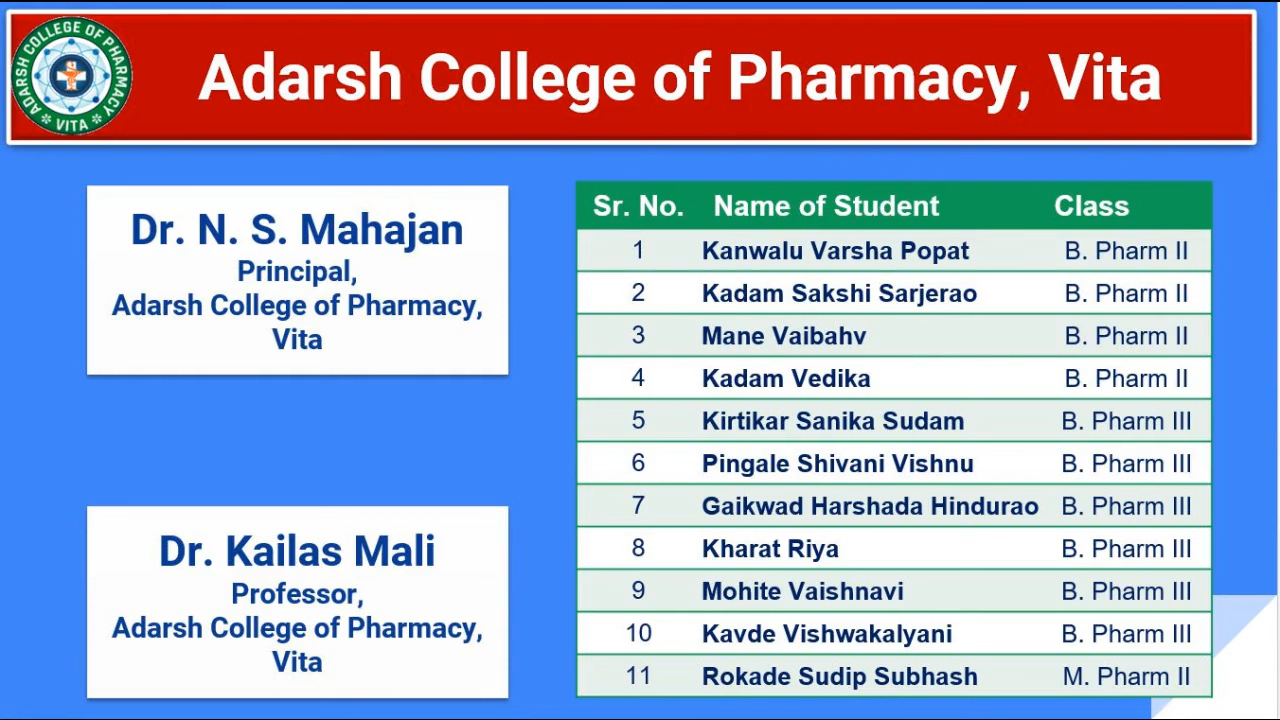 ADARSH COLLEGE OF PHARMACY
VITA
Adarsh College of Pharmacy, Vita
Dr. N. S. Mahajan
Principal,
Adarsh College of Pharmacy,
Vita
Dr. Kailas Mali
Professor,
Adarsh College of Pharmacy,
Vita
Sr. No. Name of Student Class
1 Kanwalu Varsha Popat B. Pharm II
2 Kadam Sakshi Sarjerao B. Pharm II
3 Mane Vaibahv B. Pharm II
4 Kadam Vedika B. Pharm II
5 Kirtikar Sanika Sudam B. Pharm III
6 Pingale Shivani Vishnu B. Pharm III
7 Gaikwad Harshada Hindurao B. Pharm III
8 Kharat Riya B. Pharm III
9 Mohite Vaishnavi B. Pharm III
10 Kavde Vishwakalyani B. Pharm III
11 Rokade Sudip Subhash M. Pharm II